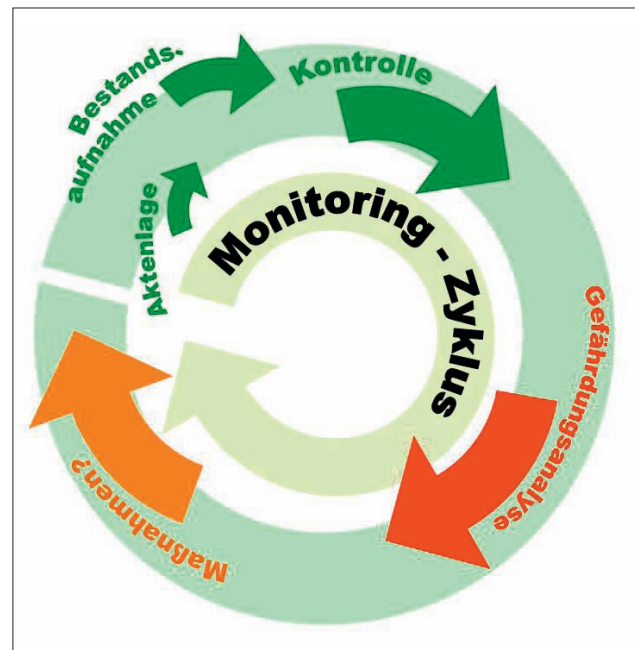 Bestands-
aufnahme
Aktenlage
Kontrolle
Monitoring - Zyklus
Gefährdungsanalyse
Maßnahmen?